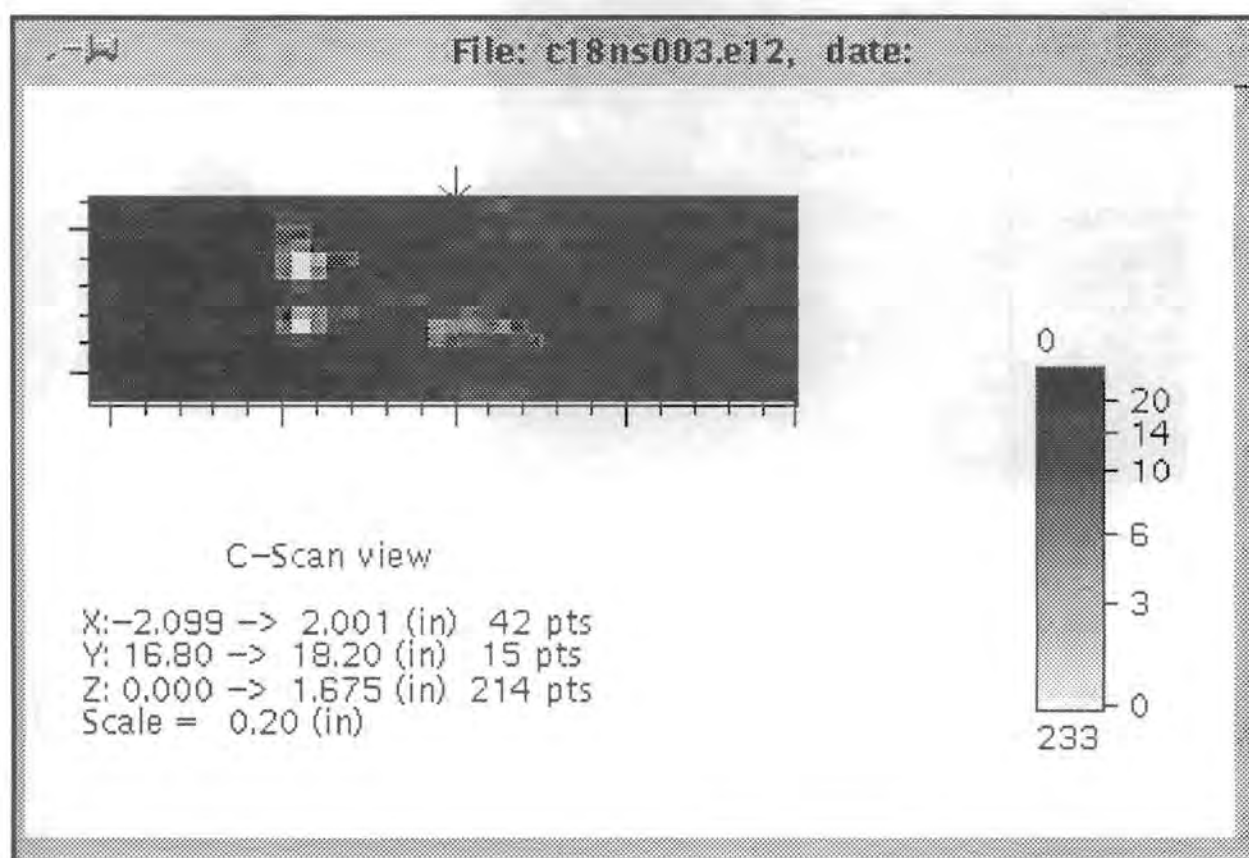 File: c18ns003.e12, date:
0
20
14
10
6
3
0
233
C-Scan view
X:-2.099 -> 2.001 (in) 42 pts
Y: 16.80 -> 18.20 (in) 15 pts
Z: 0.000 -> 1.675 (in) 214 pts
Scale = 0.20 (in)